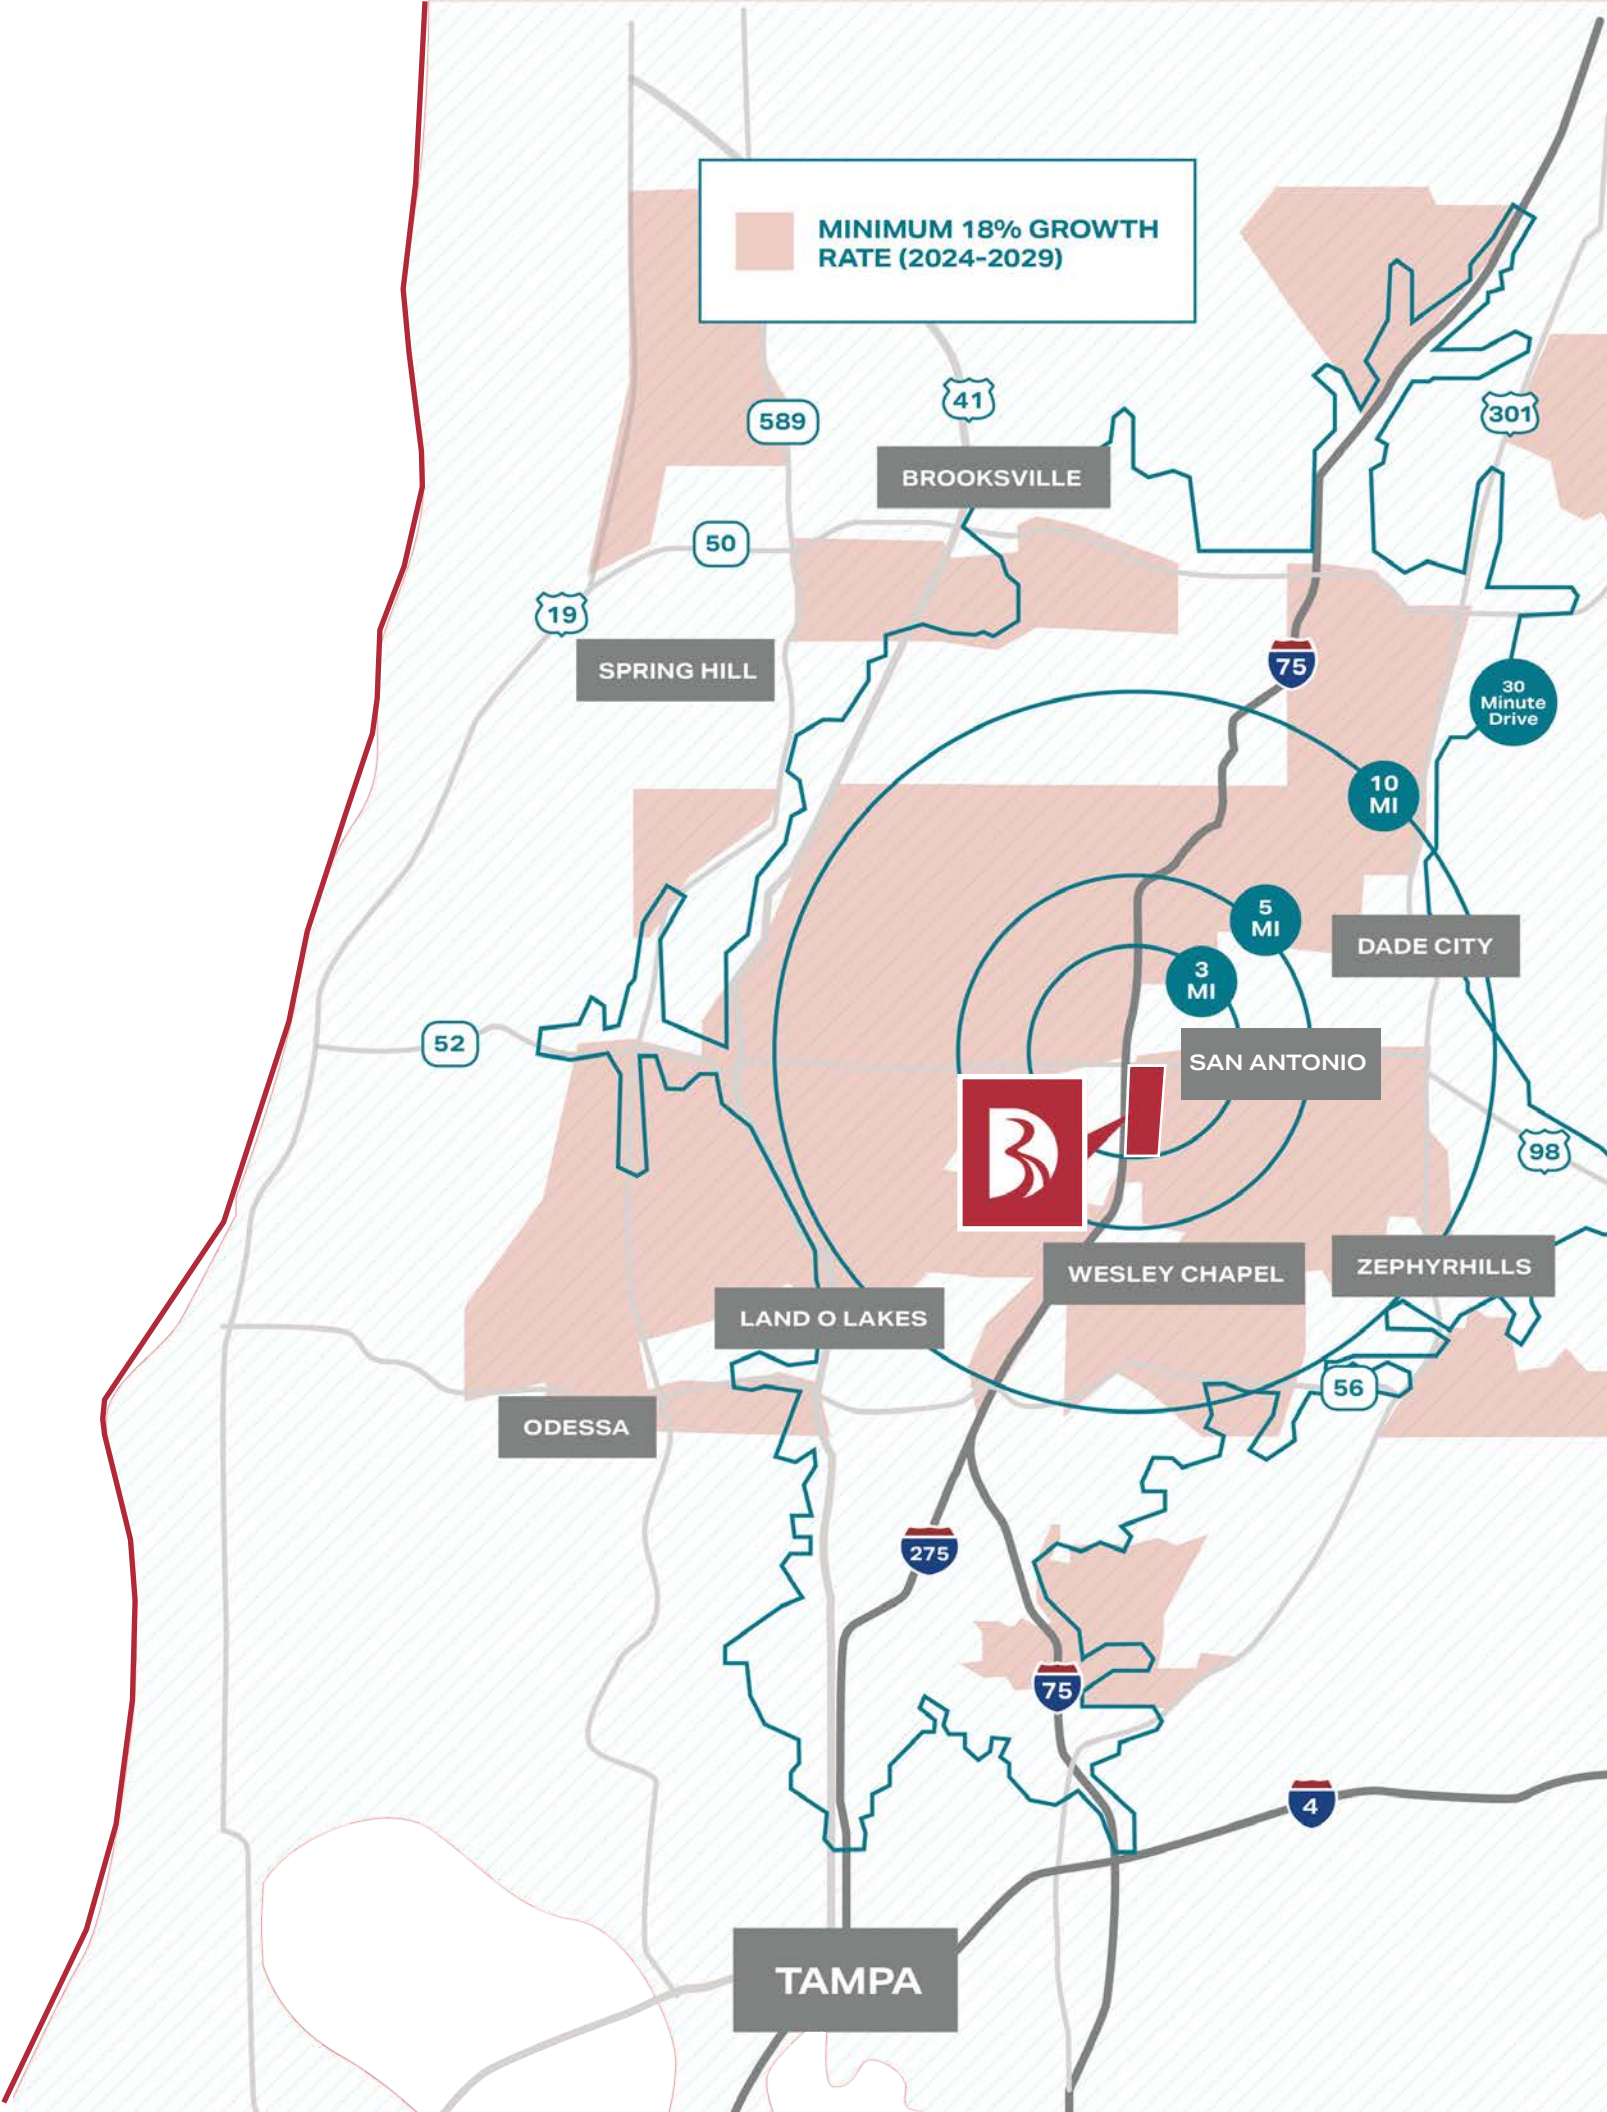 MINIMUM 18% GROWTH
RATE (2024-2029)
589
41
301
BROOKSVILLE
50
19
SPRING HILL
75
30
Minute
Drive
10
MI
5
MI
DADE CITY
3
MI
52
SAN ANTONIO
98
WESLEY CHAPEL
ZEPHYRHILLS
LAND O LAKES
56
ODESSA
275
75
4
TAMPA